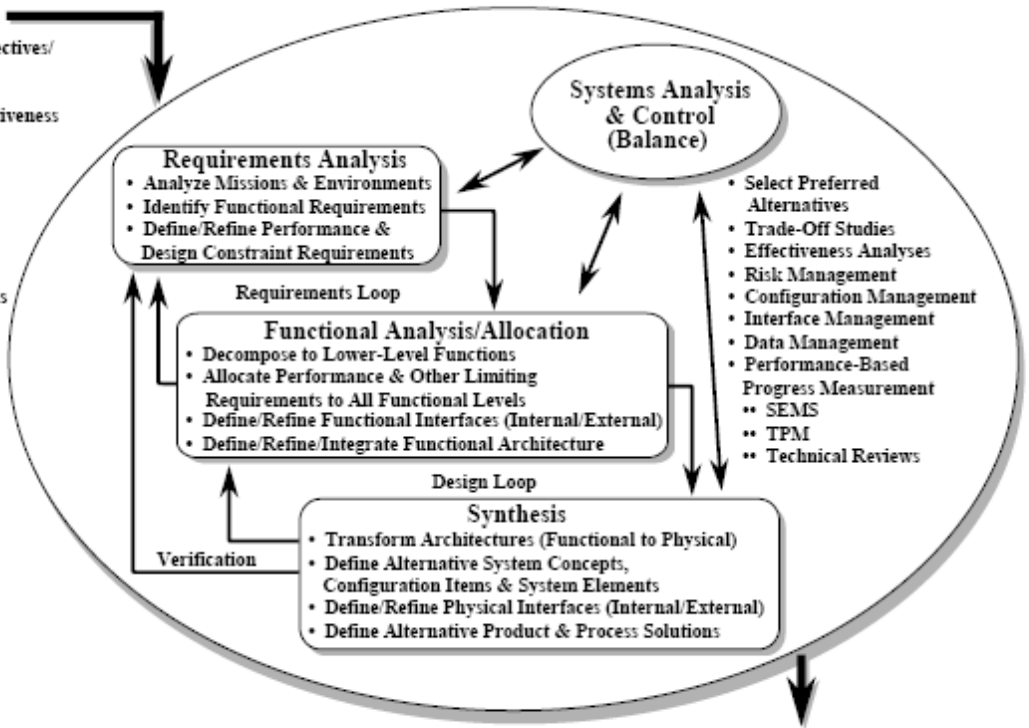 ectives/
tiveness
s
Systems Analysis
& Control
(Balance)
Requirements Analysis
• Analyze Missions & Environments
• Identify Functional Requirements
• Define/Refine Performance &
Design Constraint Requirements
• Select Preferred
Alternatives
• Trade-Off Studies
• Effectiveness Analyses
• Risk Management
• Configuration Management
• Interface Management
• Data Management
• Performance-Based
Progress Measurement
•• SEMS
•• TPM
•• Technical Reviews
Requirements Loop
Functional Analysis/Allocation
• Decompose to Lower-Level Functions
• Allocate Performance & Other Limiting
Requirements to All Functional Levels
• Define/Refine Functional Interfaces (Internal/External)
• Define/Refine/Integrate Functional Architecture
Design Loop
Synthesis
• Transform Architectures (Functional to Physical)
• Define Alternative System Concepts,
Configuration Items & System Elements
• Define/Refine Physical Interfaces (Internal/External)
• Define Alternative Product & Process Solutions
Verification